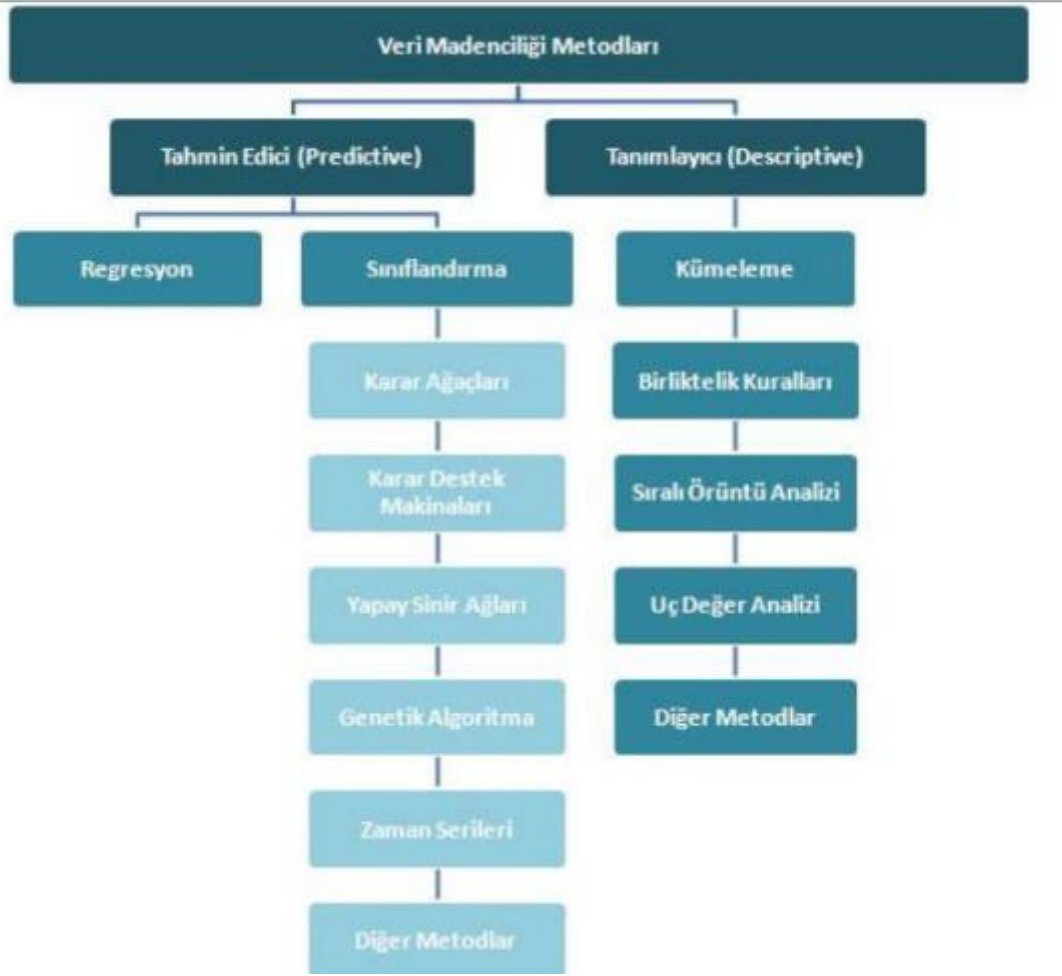 Veri Madenciliği Metodları
Tahmin Edici (Predictive)
Tanımlayıcı (Descriptive)
Regresyon
Sınıflandırma
Kümeleme
Karar Ağaçları
Birliktelik Kuralları
Karar Destek
Makinaları
Sıralı Örüntü Analizi
Yapay Sinir Ağları
Uç Değer Analizi
Genetik Algoritma
Diğer Metodlar
Zaman Serileri
Diğer Metodlar